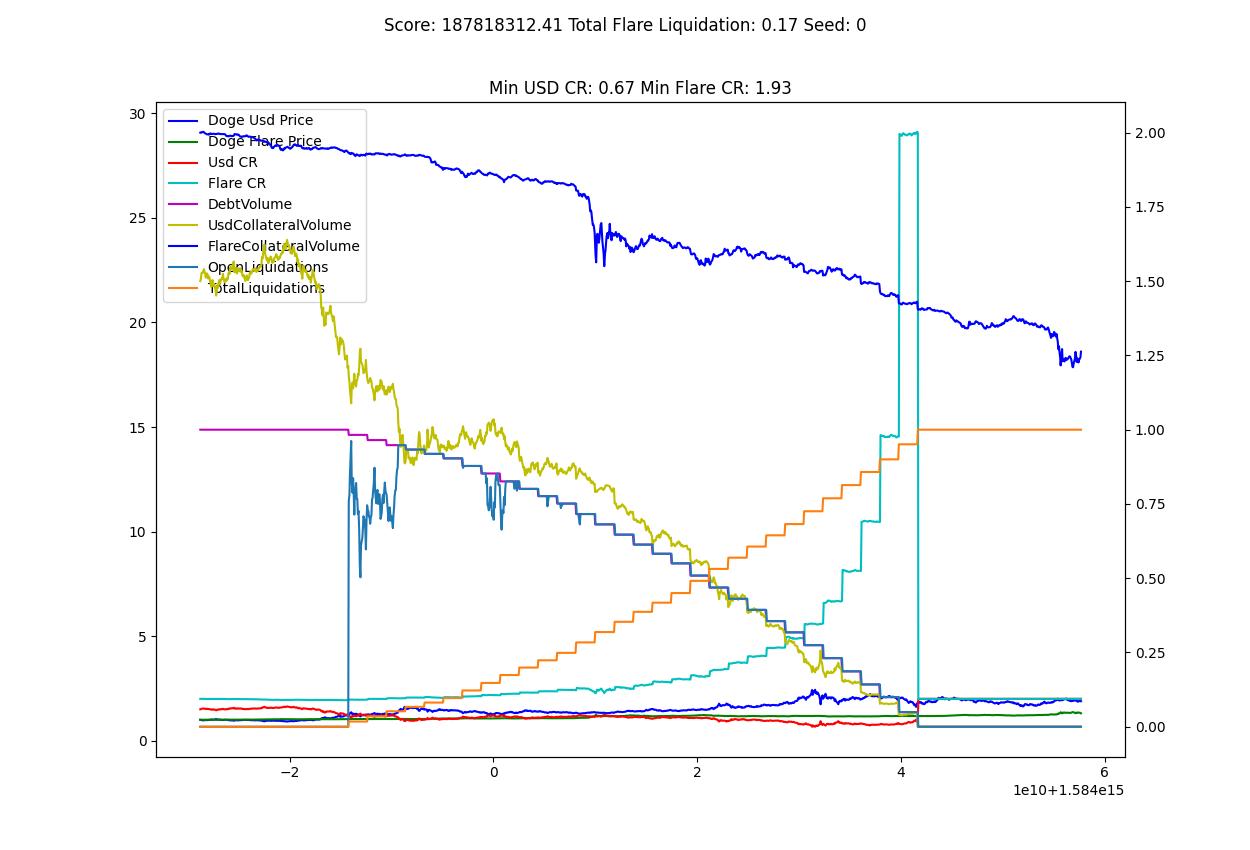 Score: 187818312.41 Total Flare Liquidation: 0.17 Seed: 0
Min USD CR: 0.67 Min Flare CR: 1.93
Doge Usd Price
Doge Flare Price
Usd CR
Flare CR
DebtVolume
UsdCollateralVolume
FlareCollateralVolume
OpenLiquidations
TotalLiquidations
30
25
20
15
10
5
0
2.00
1.75
1.50
1.25
1.00
0.75
0.50
0.25
0.00
−2
0
2
4
6
1e10+1.584e15